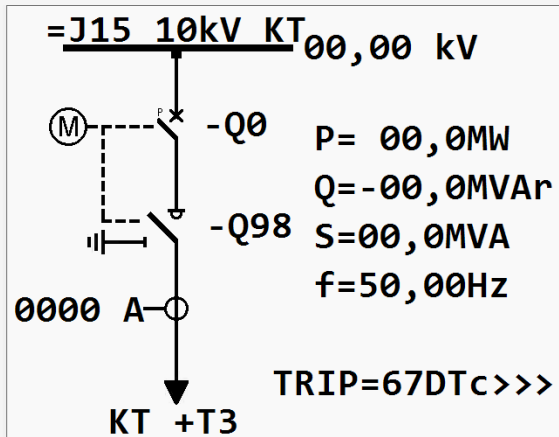 =J15 10kV KT
00,00 kV
M
P
-Q0
P= 00,0MW
Q=-00,0MVAr
-Q98
S=00,0MVA
f=50,00Hz
0000 A
TRIP=67DTc>>>
KT +T3